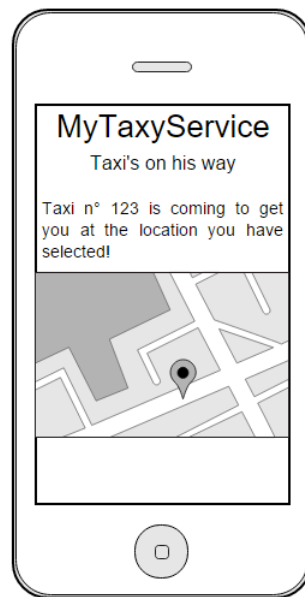 MyTaxyService
Taxi's on his way
Taxi n° 123 is coming to get
you at the location you have
selected!